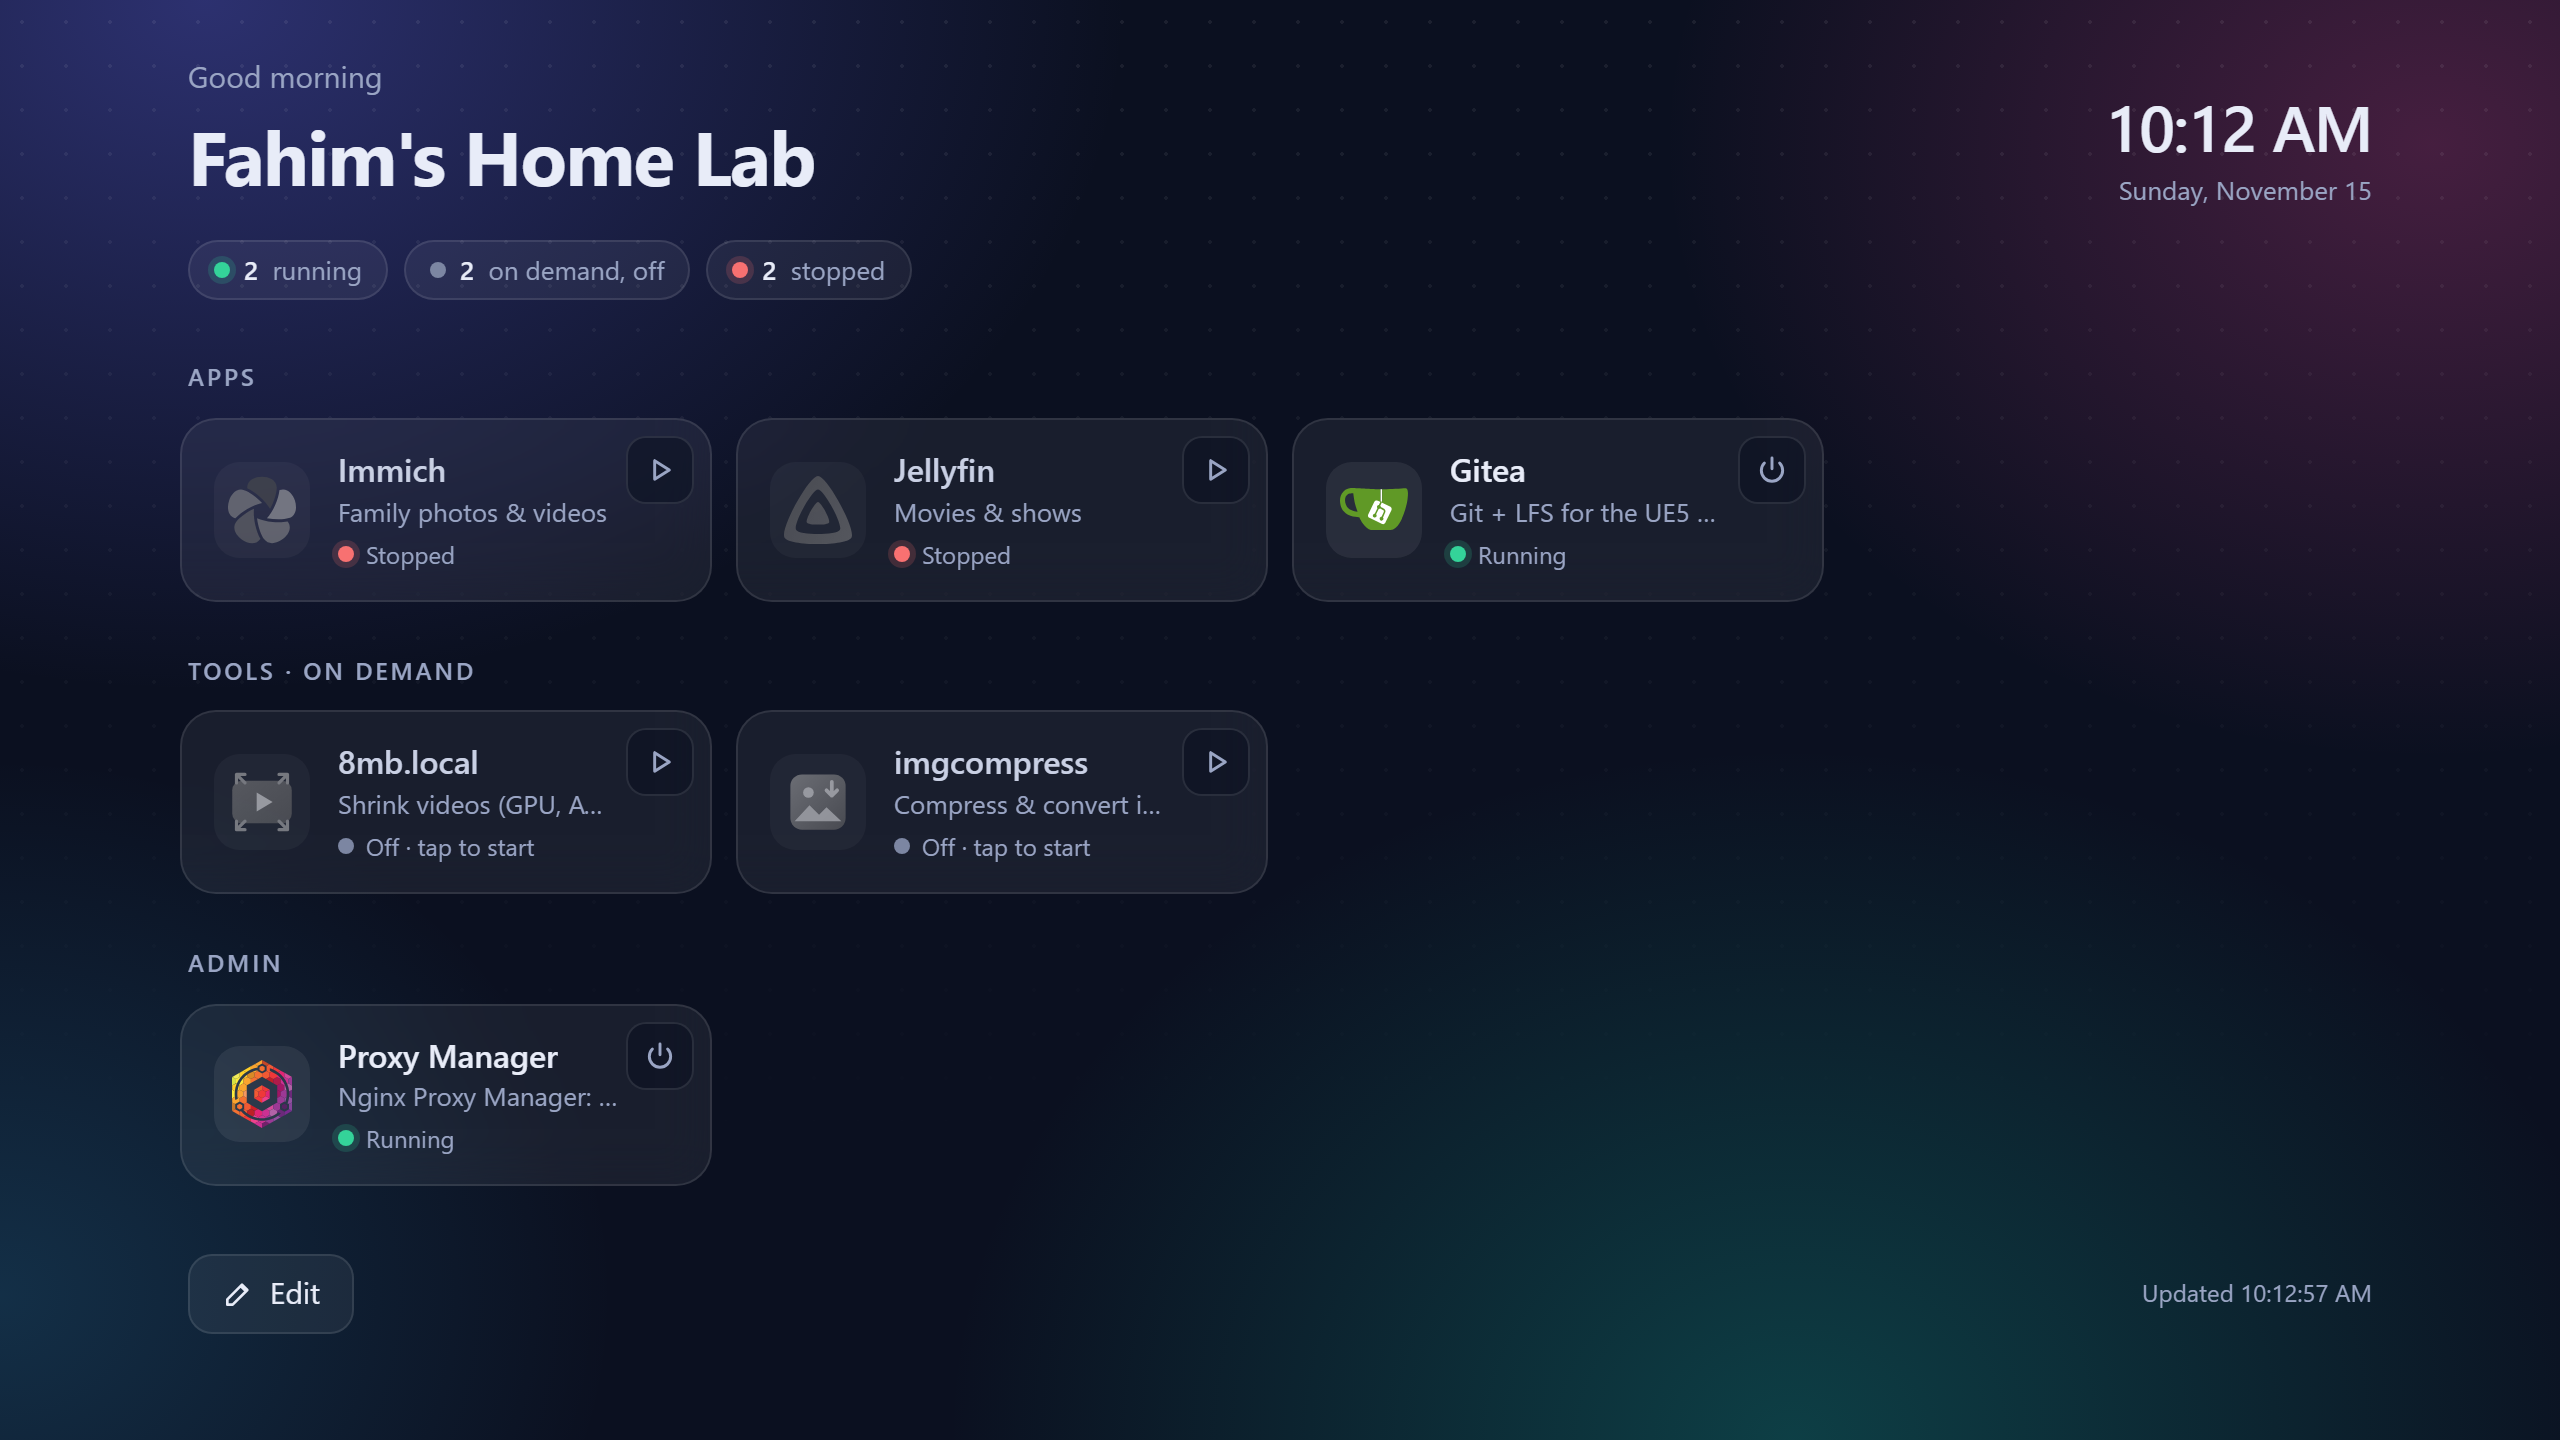 Good morning
Fahim's Home Lab
10:12 AM
Sunday, November 15
2 running
2 on demand, off
2 stopped
APPS
Immich
Family photos & videos
Stopped
Jellyfin
Movies & shows
Stopped
Gitea
Git + LFS for the UE5 ...
Running
TOOLS · ON DEMAND
8mb.local
Shrink videos (GPU, A...
Off · tap to start
imgcompress
Compress & convert i...
Off · tap to start
ADMIN
Proxy Manager
Nginx Proxy Manager: ...
Running
Edit
Updated 10:12:57 AM